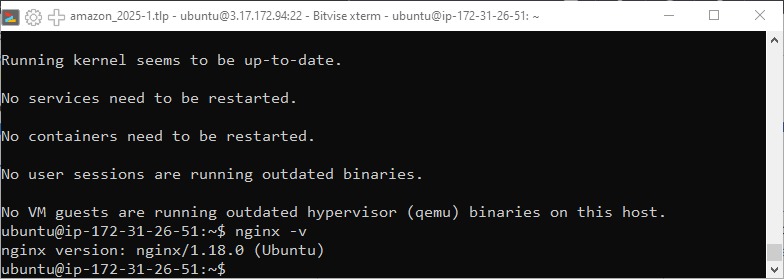 amazon_2025-1.tlp - ubuntu@3.17.172.94:22 - Bitvise xterm - ubuntu@ip-172-31-26-51: ~
Running kernel seems to be up-to-date.
No services need to be restarted.
No containers need to be restarted.
No user sessions are running outdated binaries.
No VM guests are running outdated hypervisor (qemu) binaries on this host.
ubuntu@ip-172-31-26-51:~$ nginx -v
nginx version: nginx/1.18.0 (Ubuntu)
ubuntu@ip-172-31-26-51:~$